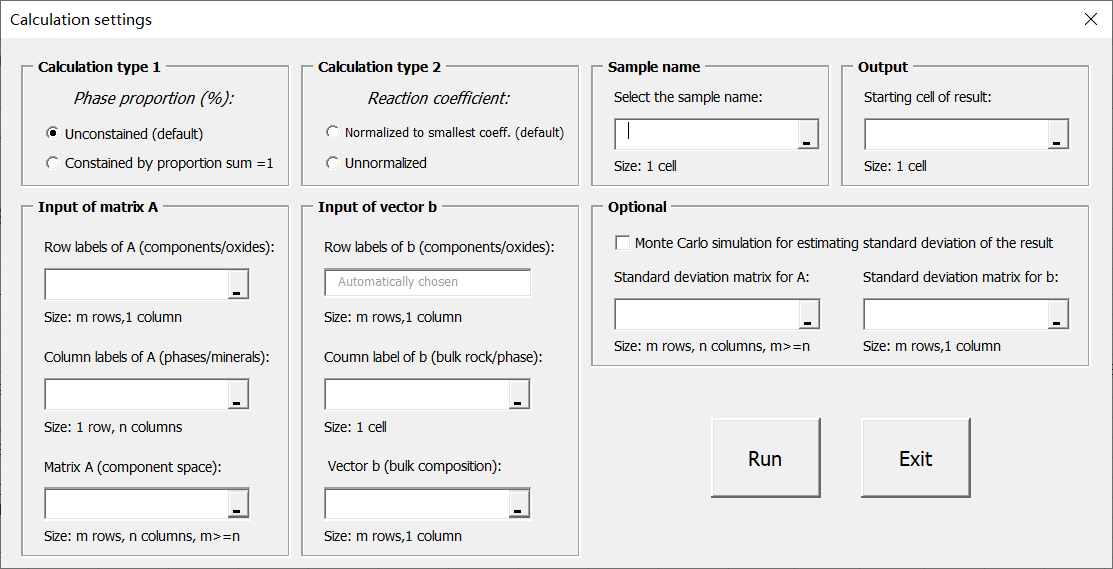 Calculation settings
Calculation type 1
Phase proportion (%):
Unconstained (default)
Constained by proportion sum =1
Calculation type 2
Reaction coefficient:
Normalized to smallest coeff. (default)
Unnormalized
Sample name
Select the sample name:
Size: 1 cell
Output
Starting cell of result:
Size: 1 cell
Input of matrix A
Row labels of A (components/oxides):
Size: m rows,1 column
Column labels of A (phases/minerals):
Size: 1 row, n columns
Matrix A (component space):
Size: m rows, n columns, m>=n
Input of vector b
Row labels of b (components/oxides):
Automatically chosen
Size: m rows,1 column
Coumn label of b (bulk rock/phase):
Size: 1 cell
Vector b (bulk composition):
Size: m rows,1 column
Optional
Monte Carlo simulation for estimating standard deviation of the result
Standard deviation matrix for A:
Size: m rows, n columns, m>=n
Standard deviation matrix for b:
Size: m rows,1 column
Run
Exit